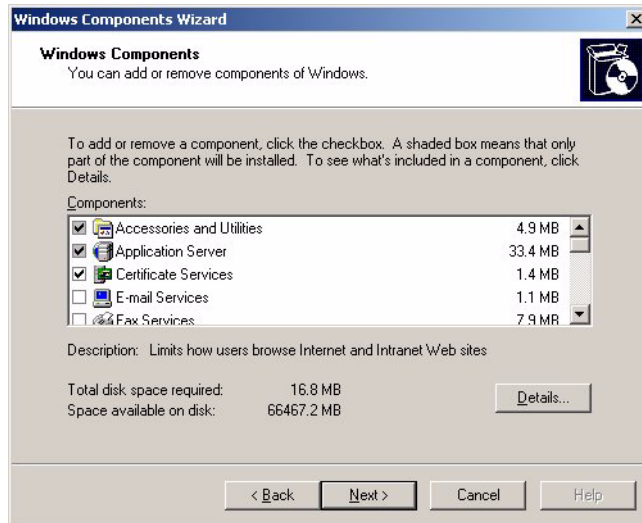 Windows Components Wizard
Windows Components
You can add or remove components of Windows.
To add or remove a component, click the checkbox. A shaded box means that only
part of the component will be installed. To see what's included in a component, click
Details.
Components:
Accessories and Utilities 4.9 MB
Application Server 33.4 MB
Certificate Services 1.4 MB
E-mail Services 1.1 MB
Fax Services 7.9 MB
Description: Limits how users browse Internet and Intranet Web sites
Total disk space required: 16.8 MB
Space available on disk: 66467.2 MB
Details...
< Back Next > Cancel Help